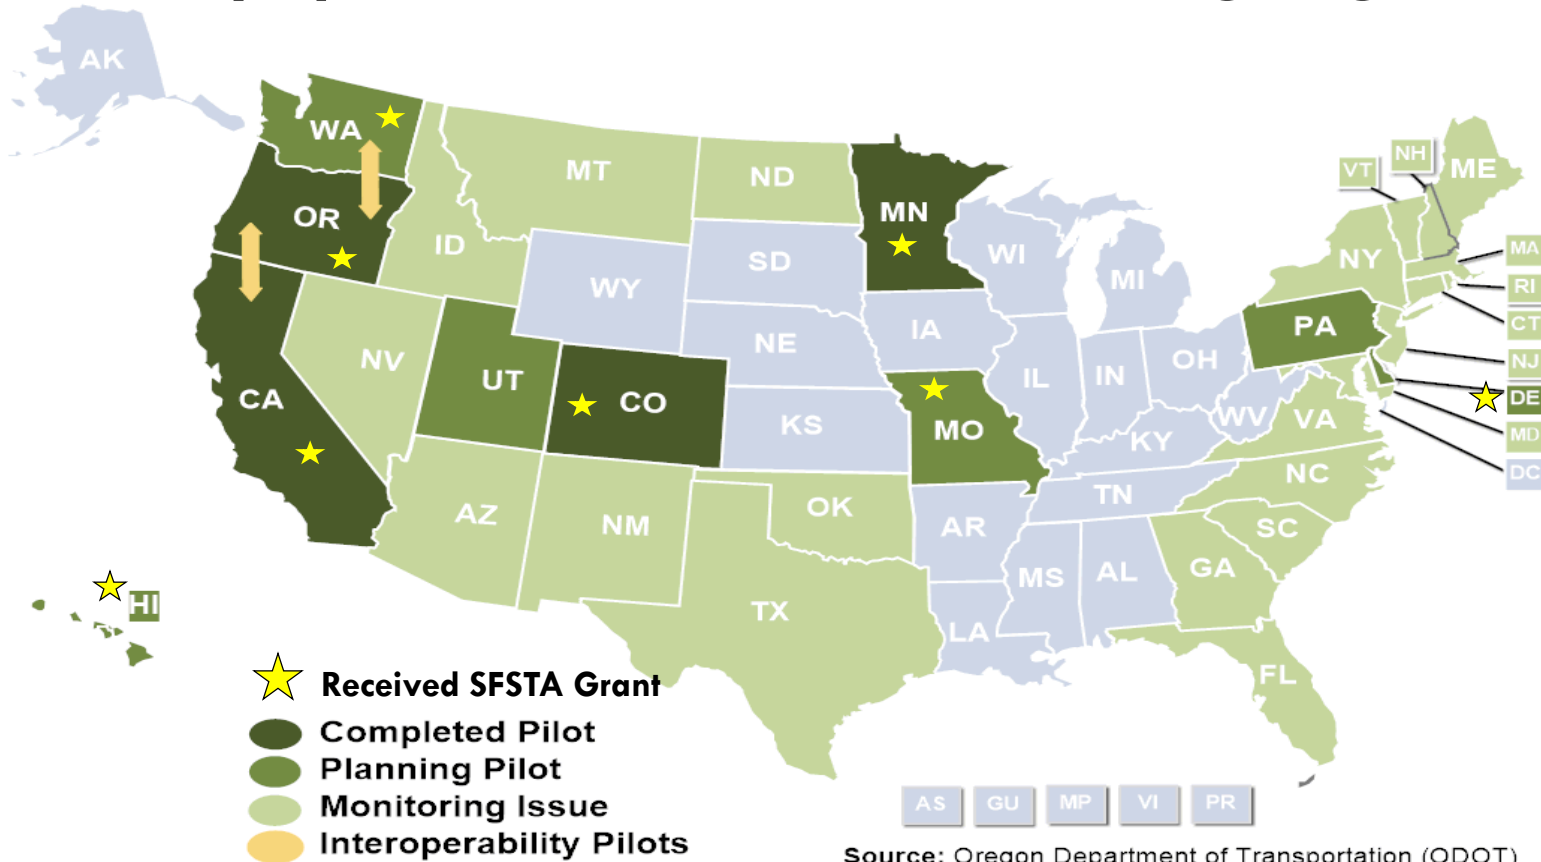 AK
WA
MT
ND
MN
VT
NH
ME
OR
ID
SD
WI
MI
NY
MA
WY
RI
IA
PA
CT
NV
NE
NJ
UT
CO
IL
IN
OH
DE
CA
KS
MO
WV
VA
MD
KY
DC
AZ
NM
OK
TN
NC
AR
SC
MS
AL
GA
HI
TX
LA
FL
Received SFSTA Grant
Completed Pilot
Planning Pilot
Monitoring Issue
Interoperability Pilots
AS
GU
MP
VI
PR
Source: Oregon Department of Transportation (ODOT)